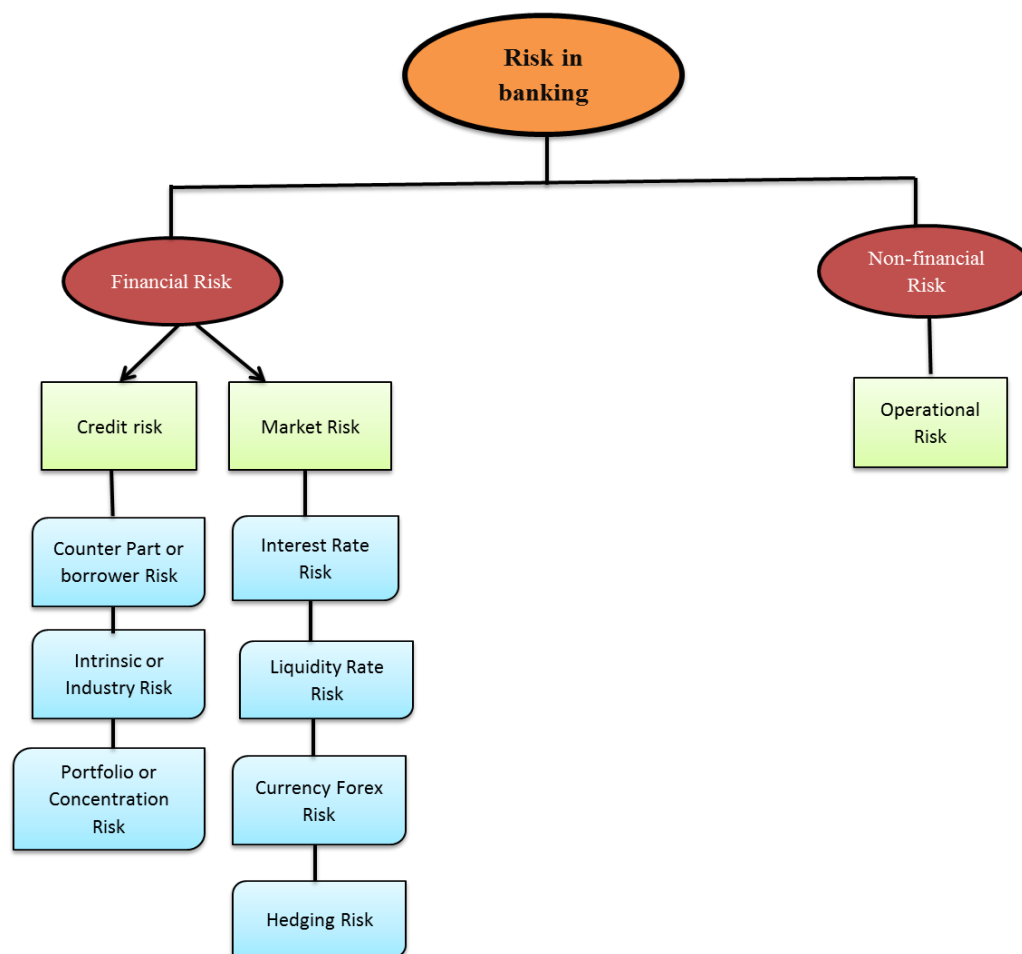 Risk in
banking
Financial Risk
Non-financial
Risk
Credit risk
Market Risk
Operational
Risk
Counter Part or
borrower Risk
Interest Rate
Risk
Intrinsic or
Industry Risk
Liquidity Rate
Risk
Portfolio or
Concentration
Risk
Currency Forex
Risk
Hedging Risk